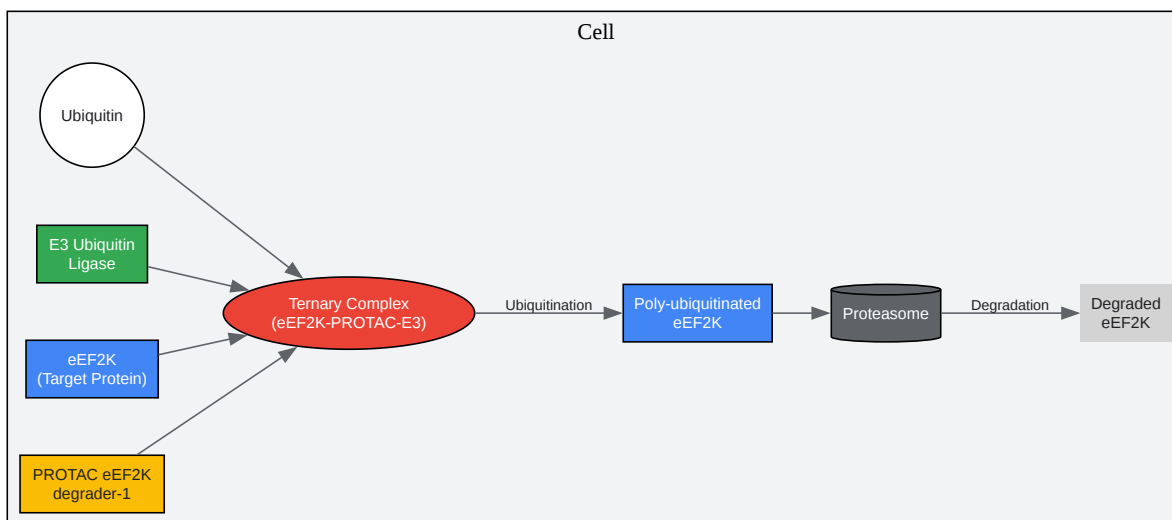 Cell
Ubiquitin
E3 Ubiquitin
Ligase
eEF2K
(Target Protein)
PROTAC eEF2K
degrader-1
Ternary Complex
(eEF2K-PROTAC-E3)
Ubiquitination
Poly-ubiquitinated
eEF2K
Proteasome
Degradation
Degraded
eEF2K